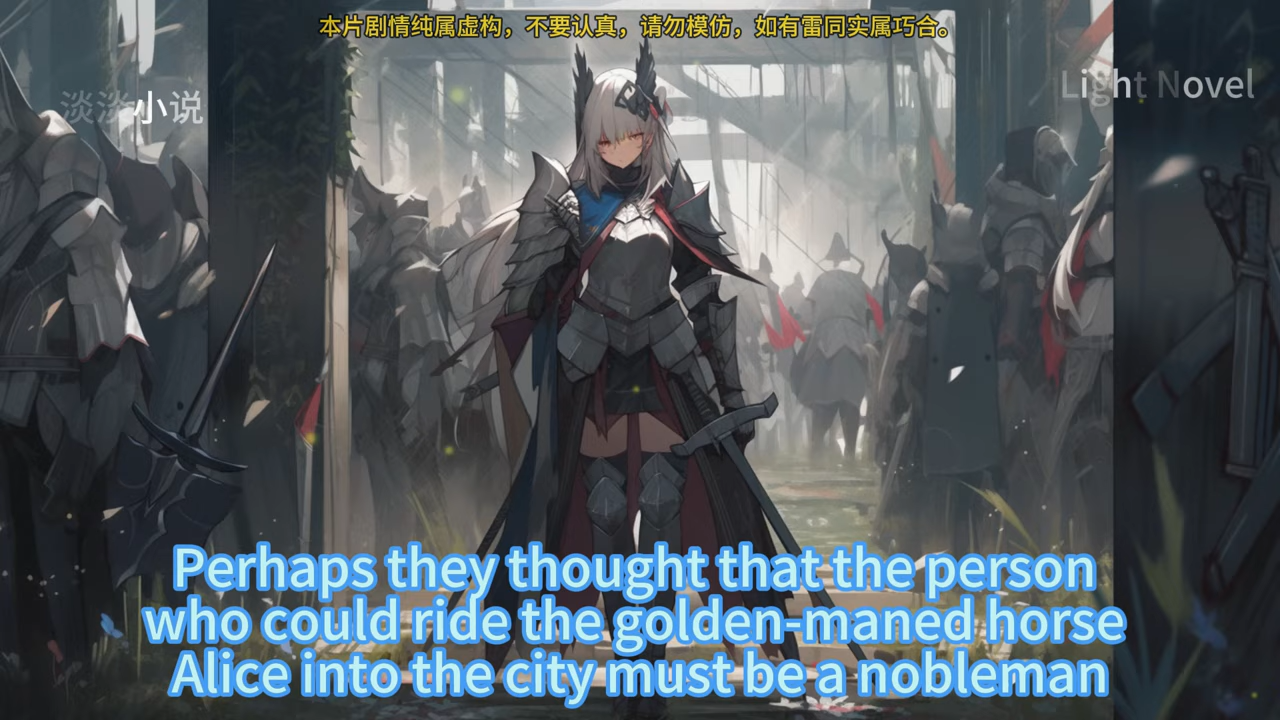 本片剧情纯属虚构，不要认真，请勿模仿，如有雷同实属巧合。
淡淡小说
Light Novel
Perhaps they thought that the person
who could ride the golden-maned horse
Alice into the city must be a nobleman